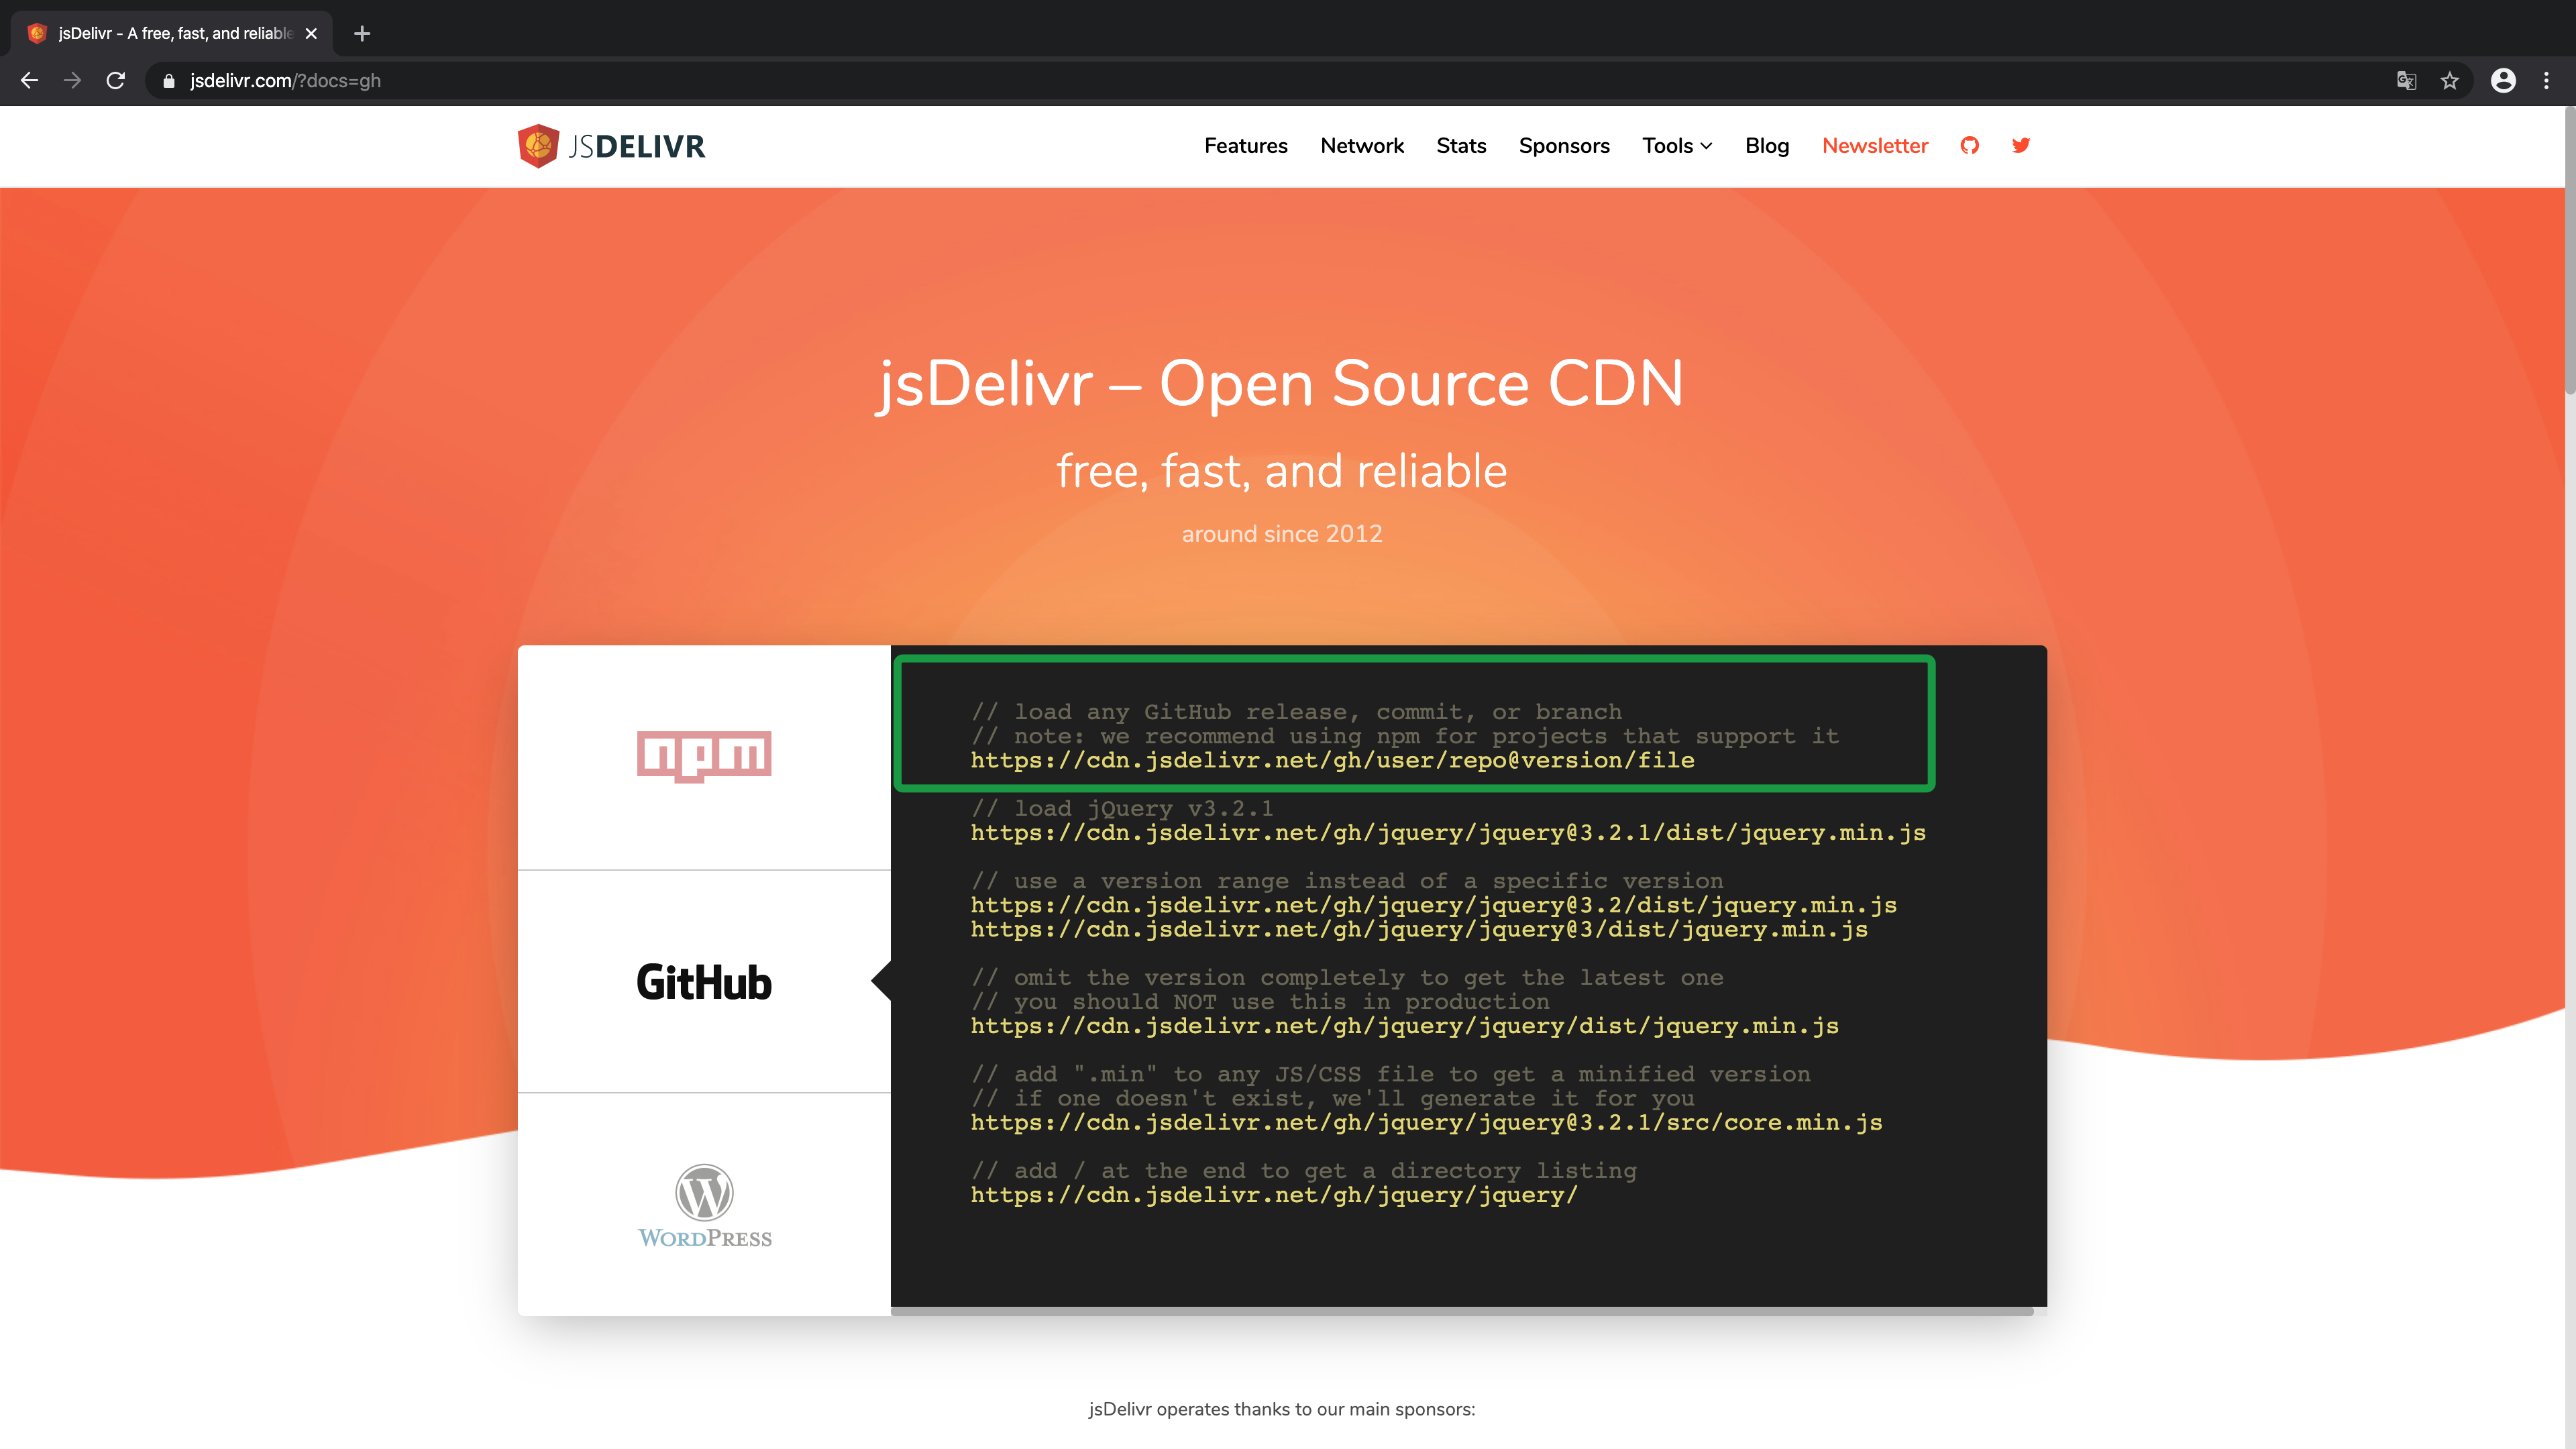 jsDelivr - A free, fast, and reliable
jsdelivr.com/?docs=gh
JSDELIVR
Features Network Stats Sponsors Tools Blog Newsletter
jsDelivr – Open Source CDN
free, fast, and reliable
around since 2012
npm
GitHub
WORDPRESS
// load any GitHub release, commit, or branch
// note: we recommend using npm for projects that support it
https://cdn.jsdelivr.net/gh/user/repo@version/file
// load jQuery v3.2.1
https://cdn.jsdelivr.net/gh/jquery/jquery@3.2.1/dist/jquery.min.js
// use a version range instead of a specific version
https://cdn.jsdelivr.net/gh/jquery/jquery@3.2/dist/jquery.min.js
https://cdn.jsdelivr.net/gh/jquery/jquery@3/dist/jquery.min.js
// omit the version completely to get the latest one
// you should NOT use this in production
https://cdn.jsdelivr.net/gh/jquery/jquery/dist/jquery.min.js
// add ".min" to any JS/CSS file to get a minified version
// if one doesn't exist, we'll generate it for you
https://cdn.jsdelivr.net/gh/jquery/jquery@3.2.1/src/core.min.js
// add / at the end to get a directory listing
https://cdn.jsdelivr.net/gh/jquery/jquery/
jsDelivr operates thanks to our main sponsors: